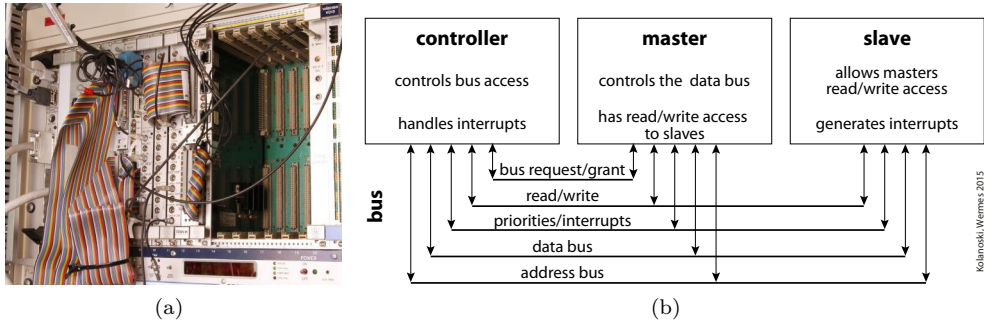 controller
controls bus access
handles interrupts
master
controls the data bus
has read/write access
to slaves
slave
allows masters
read/write access
generates interrupts
bus
bus request/grant
read/write
priorities/interrupts
data bus
address bus
Kolanoski, Wermes 2015
POWER
(a)
(b)